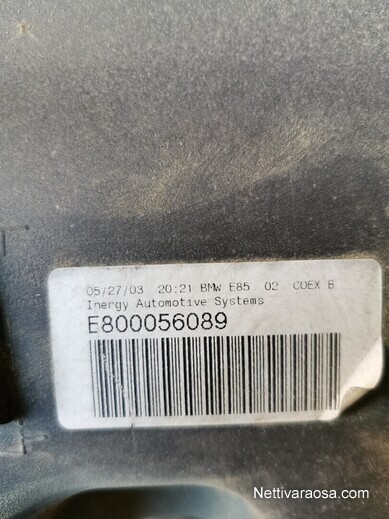 05/27/03 20:21 BMW E85 02 COEX B
Inergy Automotive Systems
E800056089
Nettivaraosa.com